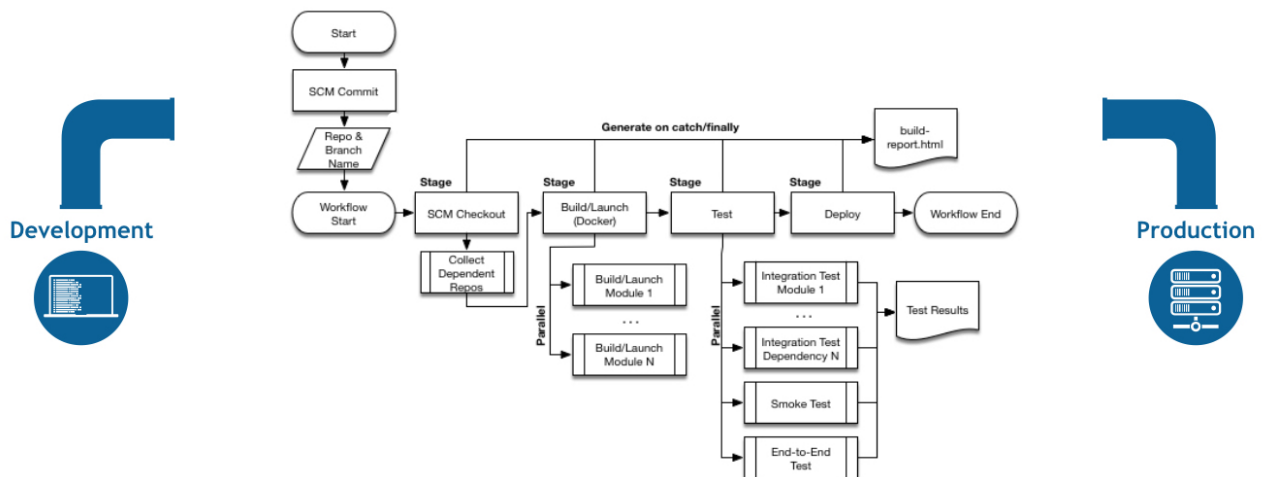 Start
SCM Commit
Repo &
Branch
Name
Generate on catch/finally
build-
report.html
Stage
Stage
Stage
Stage
Workflow
Start
SCM Checkout
Build/Launch
(Docker)
Test
Deploy
Workflow End
Development
Production
Collect
Dependent
Repos
Parallel
Build/Launch
Module 1
...
Build/Launch
Module N
Parallel
Integration Test
Module 1
...
Integration Test
Dependency N
Smoke Test
End-to-End
Test
Test Results